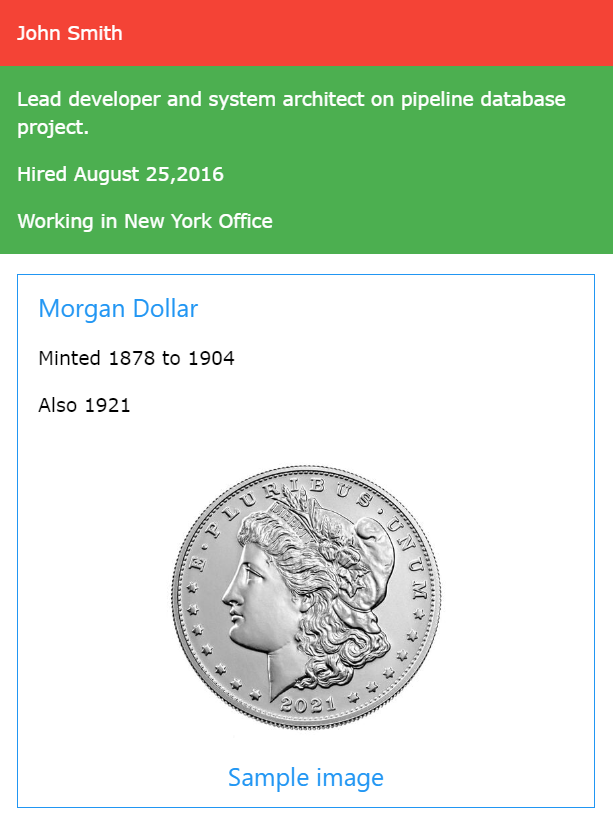 John Smith
Lead developer and system architect on pipeline database
project.
Hired August 25,2016
Working in New York Office
Morgan Dollar
Minted 1878 to 1904
Also 1921
E·PLURIBUS·UNUM
2021
Sample image